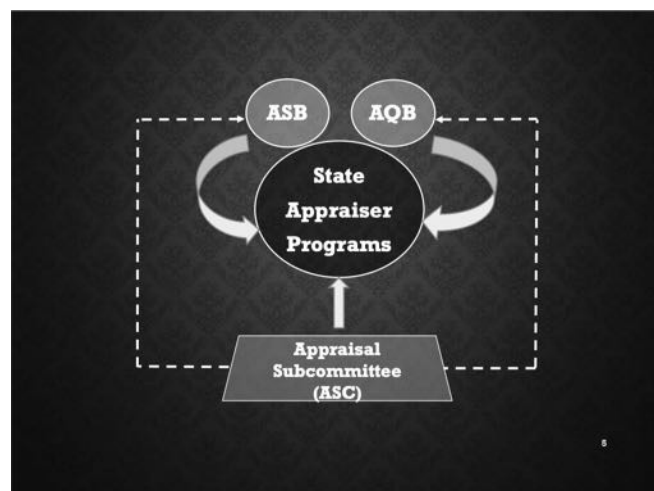 ASB
AQB
State
Appraiser
Programs
Appraisal
Subcommittee
(ASC)
5